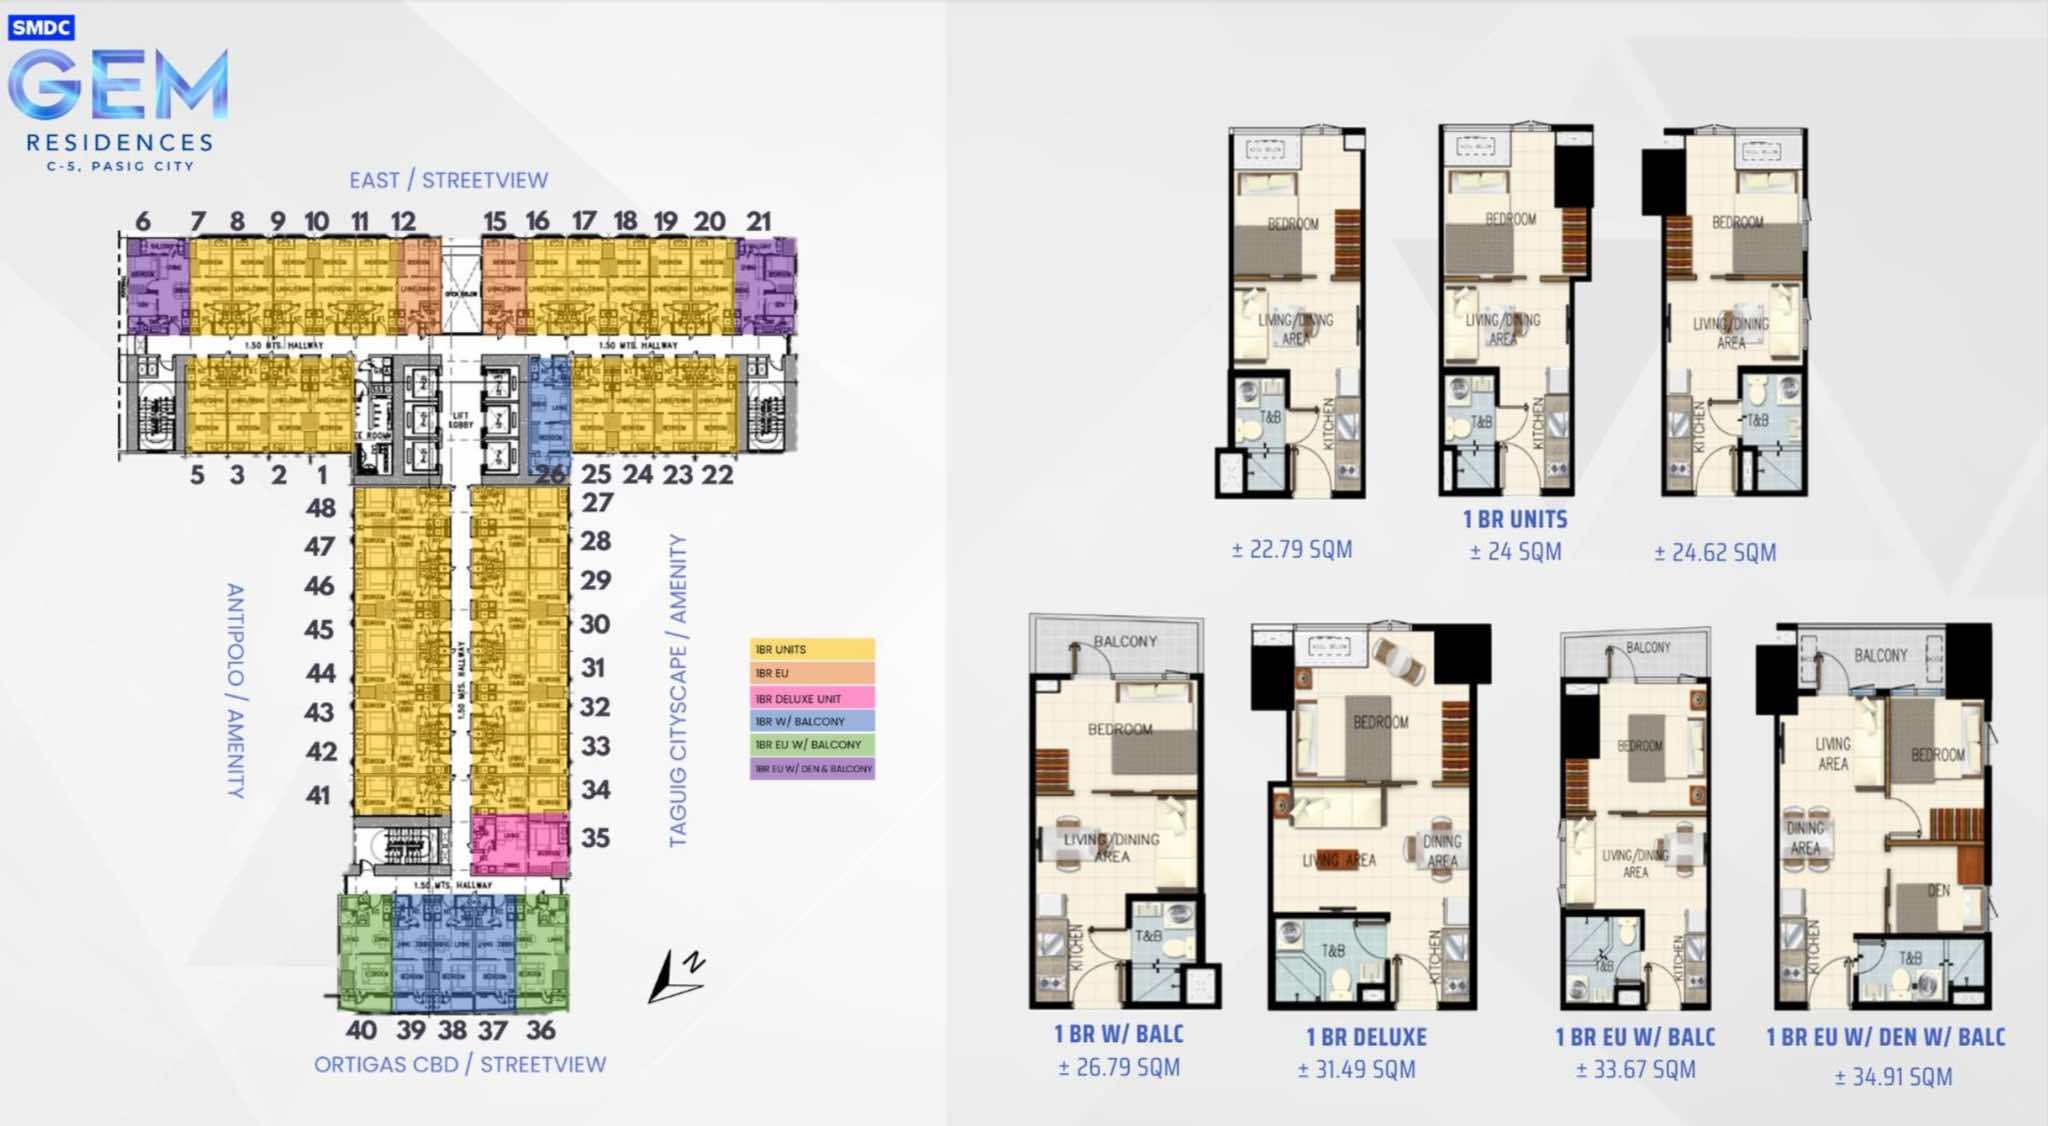 SMDC
GEM
RESIDENCES
C-5, PASIG CITY
EAST / STREETVIEW
6 7 8 9 10 11 12 15 16 17 18 19 20 21
1.50 MTS. HALLWAY
1.50 MTS. HALLWAY
OPEN BELOW
LIFT
LOBBY
5 3 2 1
26 25 24 23 22
48
47
46
45
44
43
42
41
27
28
29
30
31
32
33
34
35
1.50 MTS. HALLWAY
ANTIPOLO / AMENITY
TAGUIG CITYSCAPE / AMENITY
1.50 MTS. HALLWAY
40 39 38 37 36
ORTIGAS CBD / STREETVIEW
N
1BR UNITS
1BR EU
1BR DELUXE UNIT
1BR W/ BALCONY
1BR EU W/ BALCONY
1BR EU W/ DEN & BALCONY
BEDROOM
LIVING/DINING
AREA
T&B
KITCHEN
± 22.79 SQM
BEDROOM
LIVING/DINING
AREA
T&B
KITCHEN
1 BR UNITS
± 24 SQM
BEDROOM
LIVING/DINING
AREA
KITCHEN
T&B
± 24.62 SQM
BALCONY
BEDROOM
LIVING/DINING
AREA
KITCHEN
T&B
1 BR W/ BALC
± 26.79 SQM
BEDROOM
LIVING AREA
DINING
AREA
T&B
KITCHEN
1 BR DELUXE
± 31.49 SQM
BALCONY
BEDROOM
LIVING/DINING
AREA
T&B
KITCHEN
1 BR EU W/ BALC
± 33.67 SQM
BALCONY
LIVING
AREA
BEDROOM
DINING
AREA
DEN
KITCHEN
T&B
1 BR EU W/ DEN W/ BALC
± 34.91 SQM